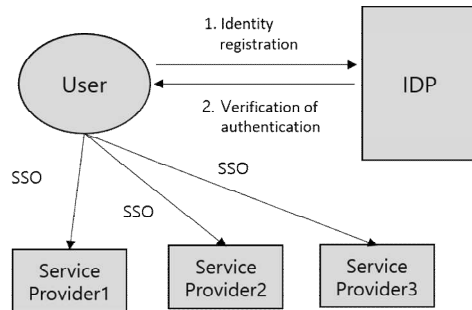 1. Identity
registration
User
IDP
2. Verification of
authentication
SSO
SSO
SSO
Service
Provider1
Service
Provider2
Service
Provider3